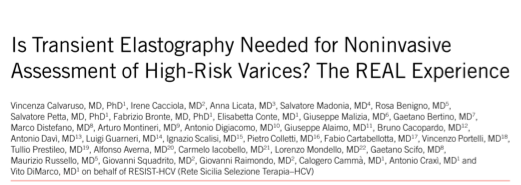 Is Transient Elastography Needed for Noninvasive
Assessment of High-Risk Varices? The REAL Experience
Vincenza Calvaruso, MD, PhD1, Irene Cacciola, MD2, Anna Licata, MD3, Salvatore Madonia, MD4, Rosa Benigno, MD5,
Salvatore Petta, MD, PhD1, Fabrizio Bronte, MD, PhD1, Elisabetta Conte, MD1, Giuseppe Malizia, MD6, Gaetano Bertino, MD7,
Marco Distefano, MD8, Arturo Montineri, MD9, Antonio Digiacomo, MD10, Giuseppe Alaimo, MD11, Bruno Cacopardo, MD12,
Antonio Davì, MD13, Luigi Guarneri, MD14, Ignazio Scalisi, MD15, Pietro Colletti, MD16, Fabio Cartabellotta, MD17, Vincenzo Portelli, MD18,
Tullio Prestileo, MD19, Alfonso Averna, MD20, Carmelo Iacobello, MD21, Lorenzo Mondello, MD22, Gaetano Scifo, MD8,
Maurizio Russello, MD5, Giovanni Squadrito, MD2, Giovanni Raimondo, MD2, Calogero Cammà, MD1, Antonio Craxì, MD1 and
Vito DiMarco, MD1 on behalf of RESIST-HCV (Rete Sicilia Selezione Terapia–HCV)